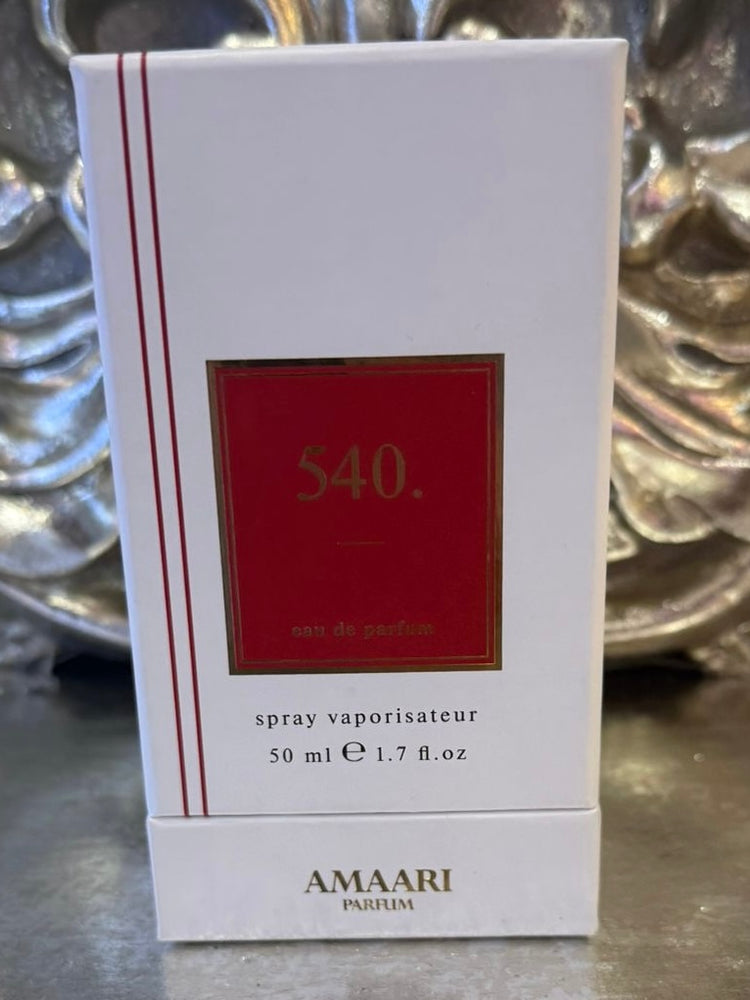 540.
eau de parfum
spray vaporisateur
50 ml ℮ 1.7 fl.oz
AMAARI
PARFUM